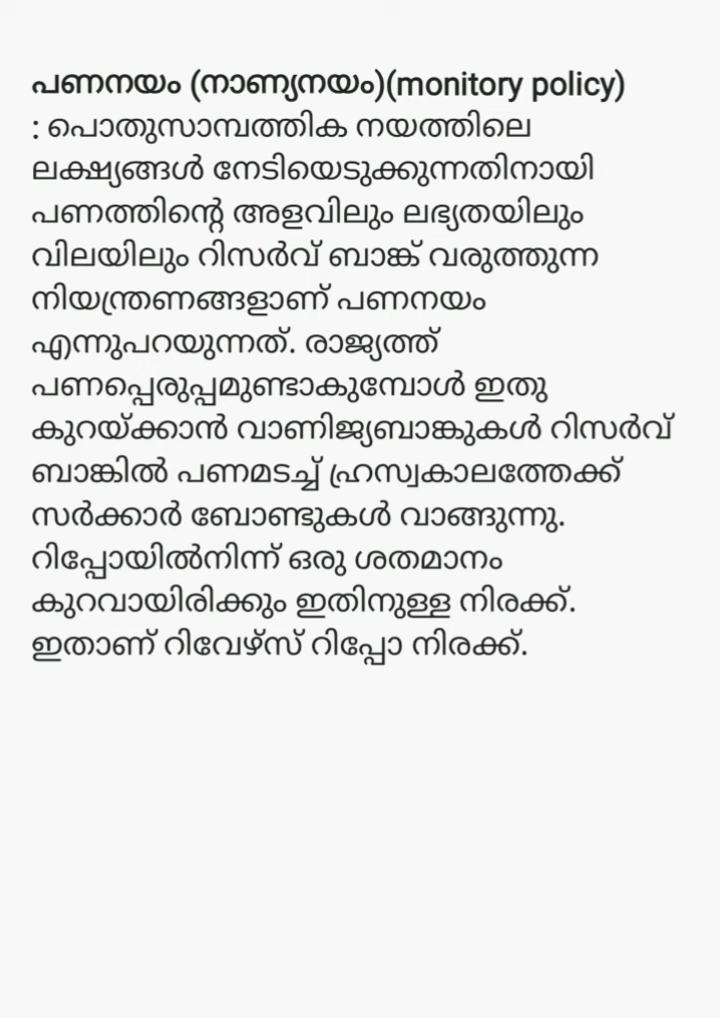 പണനയം (നാണ്യനയം)(monitory policy)
: പൊതുസാമ്പത്തിക നയത്തിലെ
ലക്ഷ്യങ്ങൾ നേടിയെടുക്കുന്നതിനായി
പണത്തിന്റെ അളവിലും ലഭ്യതയിലും
വിലയിലും റിസർവ് ബാങ്ക് വരുത്തുന്ന
നിയന്ത്രണങ്ങളാണ് പണനയം
എന്നുപറയുന്നത്. രാജ്യത്ത്
പണപ്പെരുപ്പമുണ്ടാകുമ്പോൾ ഇതു
കുറയ്ക്കാൻ വാണിജ്യബാങ്കുകൾ റിസർവ്
ബാങ്കിൽ പണമടച്ച് ഹ്രസ്വകാലത്തേക്ക്
സർക്കാർ ബോണ്ടുകൾ വാങ്ങുന്നു.
റിപ്പോയിൽനിന്ന് ഒരു ശതമാനം
കുറവായിരിക്കും ഇതിനുള്ള നിരക്ക്.
ഇതാണ് റിവേഴ്സ് റിപ്പോ നിരക്ക്.